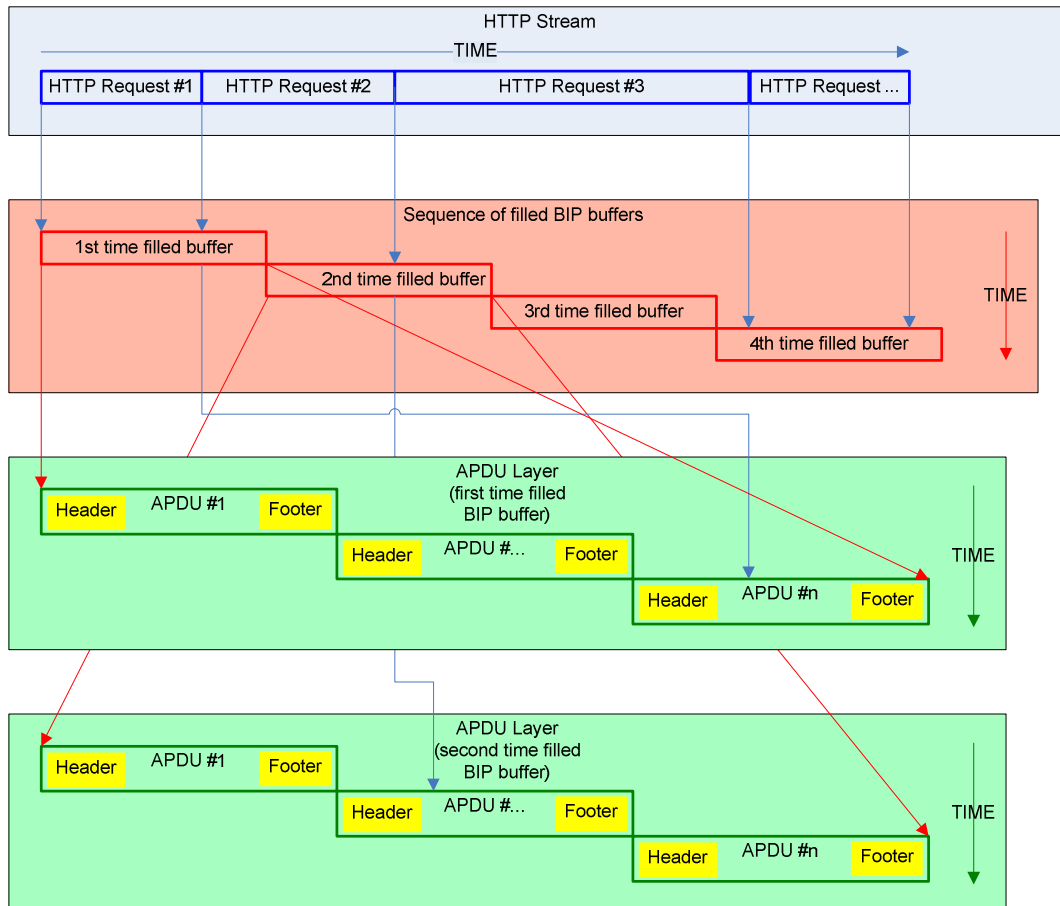 HTTP Stream
TIME
HTTP Request #1
HTTP Request #2
HTTP Request #3
HTTP Request ...
Sequence of filled BIP buffers
1st time filled buffer
2nd time filled buffer
3rd time filled buffer
4th time filled buffer
TIME
APDU Layer
(first time filled
BIP buffer)
Header
APDU #1
Footer
Header
APDU #...
Footer
Header
APDU #n
Footer
TIME
APDU Layer
(second time filled
BIP buffer)
Header
APDU #1
Footer
Header
APDU #...
Footer
Header
APDU #n
Footer
TIME